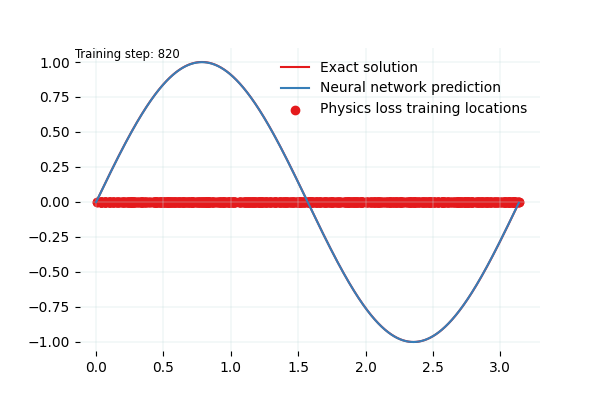 Training step: 820
Exact solution
Neural network prediction
Physics loss training locations
1.00
0.75
0.50
0.25
0.00
−0.25
−0.50
−0.75
−1.00
0.0 0.5 1.0 1.5 2.0 2.5 3.0